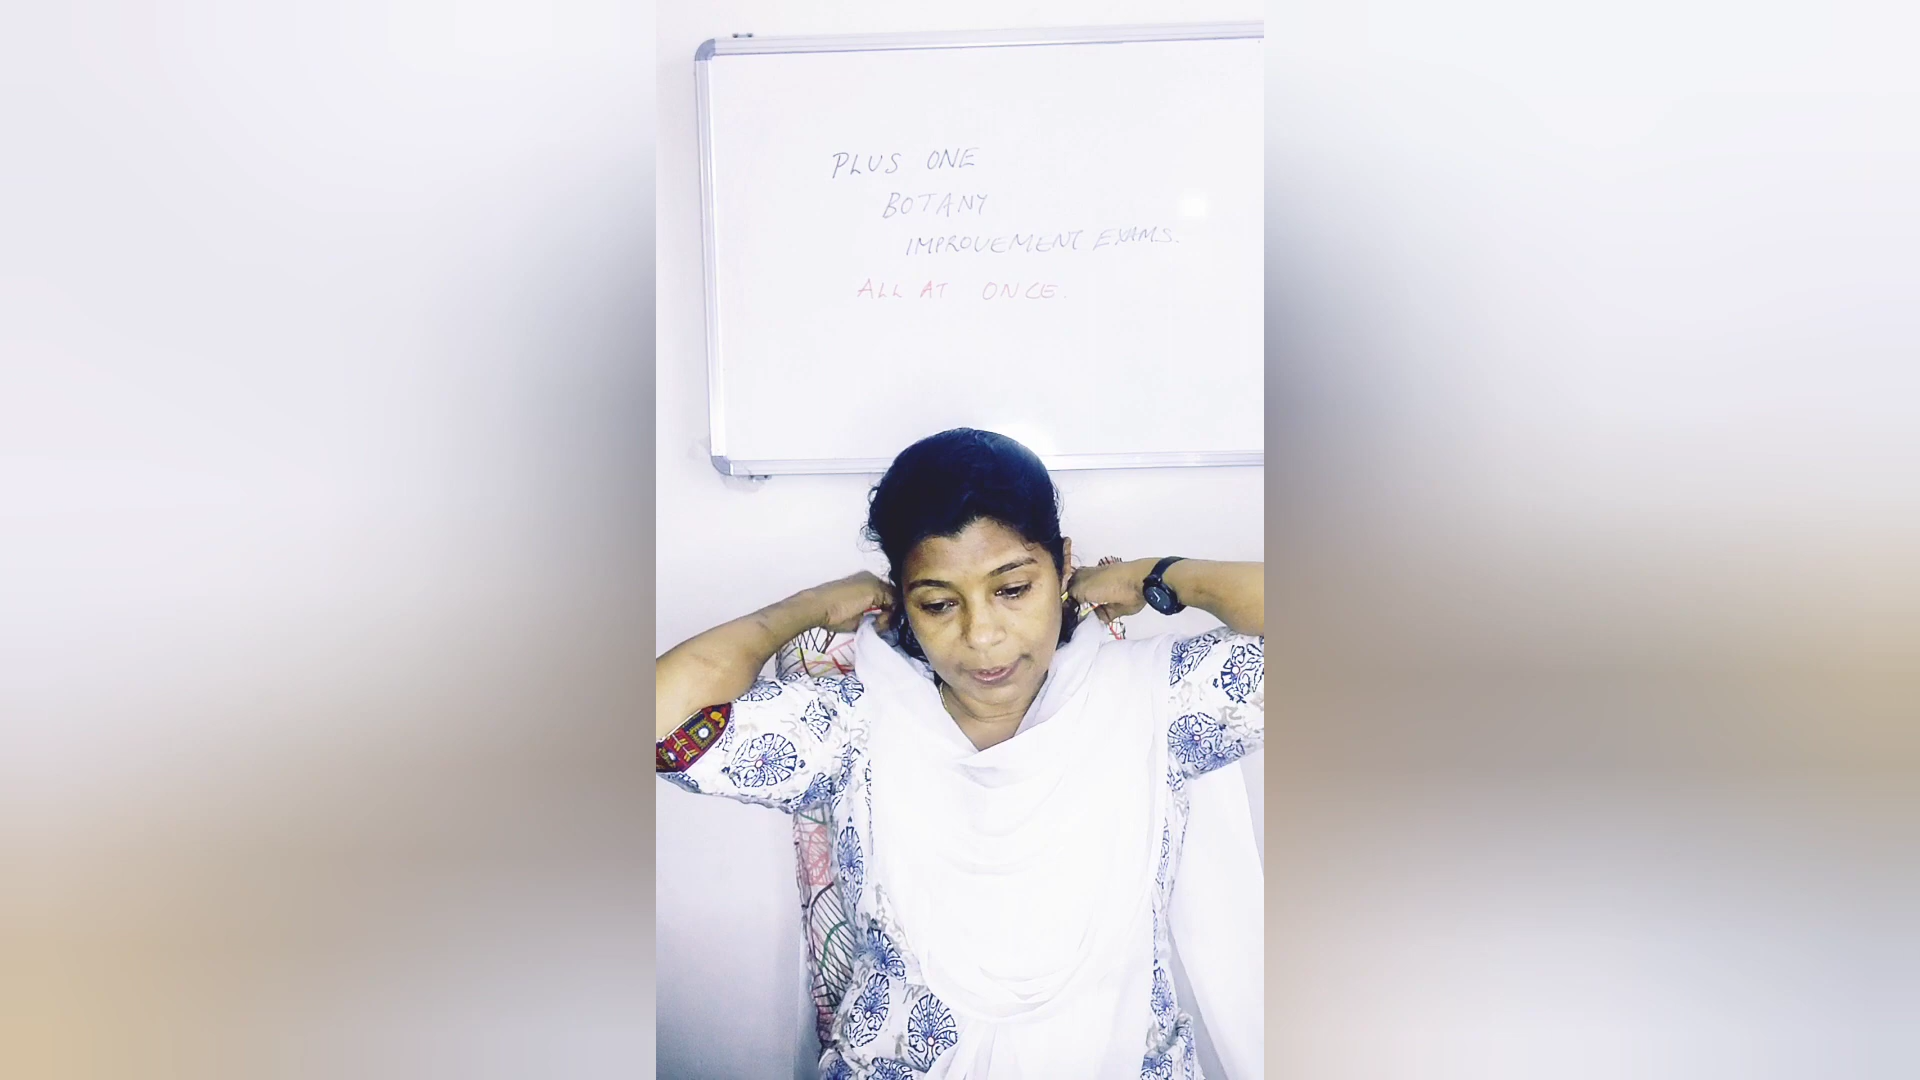 PLUS ONE
BOTANY
IMPROVEMENT EXAMS.
ALL AT ONCE.